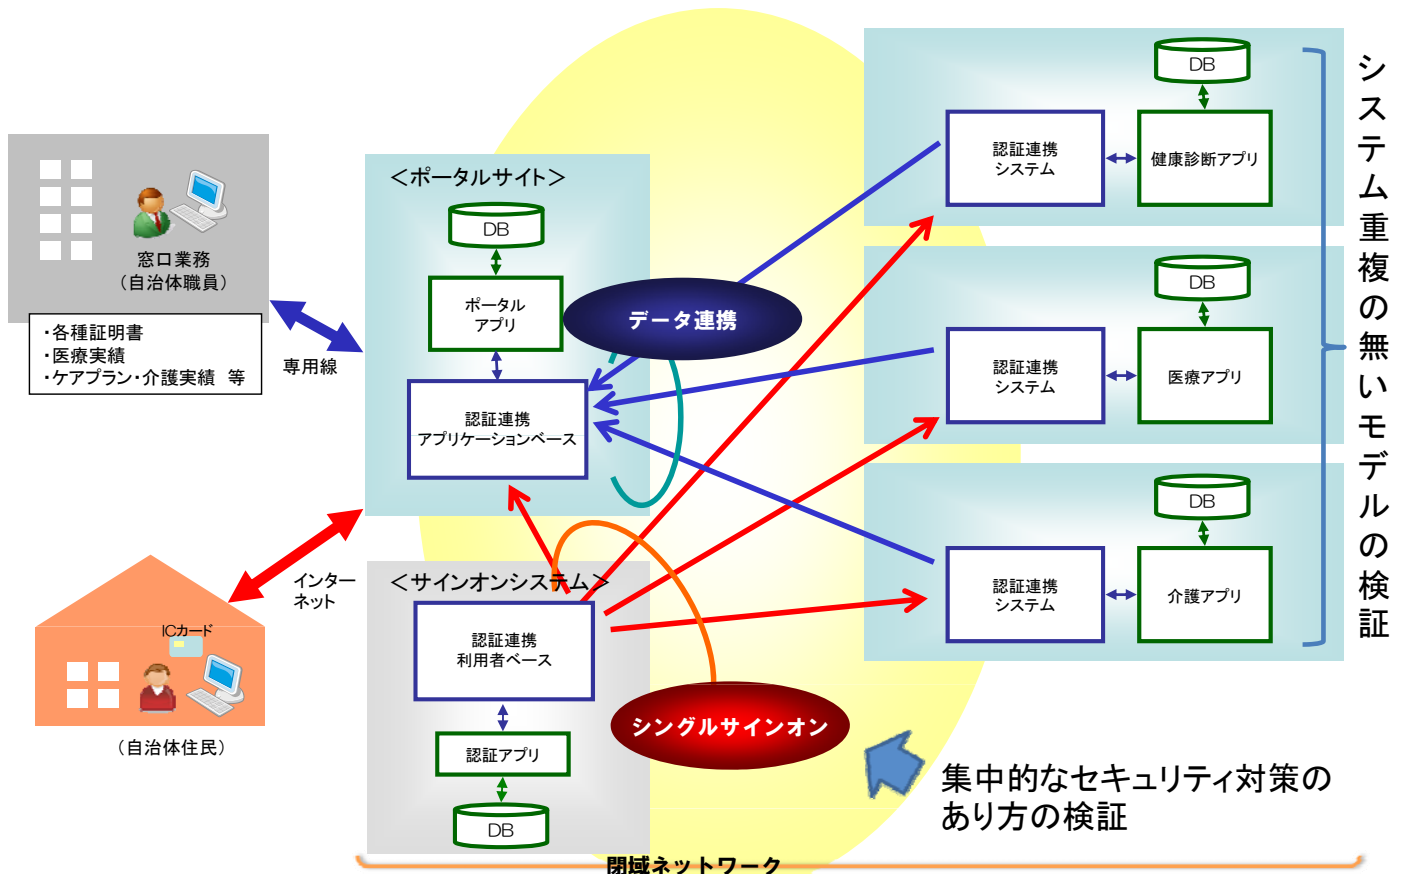 窓口業務
（自治体職員）
・各種証明書
・医療実績
・ケアプラン・介護実績 等
専用線
インター
ネット
ICカード
（自治体住民）
＜ポータルサイト＞
DB
ポータル
アプリ
認証連携
アプリケーションベース
＜サインオンシステム＞
認証連携
利用者ベース
認証アプリ
DB
データ連携
シングルサインオン
DB
認証連携
システム
健康診断アプリ
DB
認証連携
システム
医療アプリ
DB
認証連携
システム
介護アプリ
システム重複の無いモデルの検証
集中的なセキュリティ対策の
あり方の検証
閉域ネットワーク